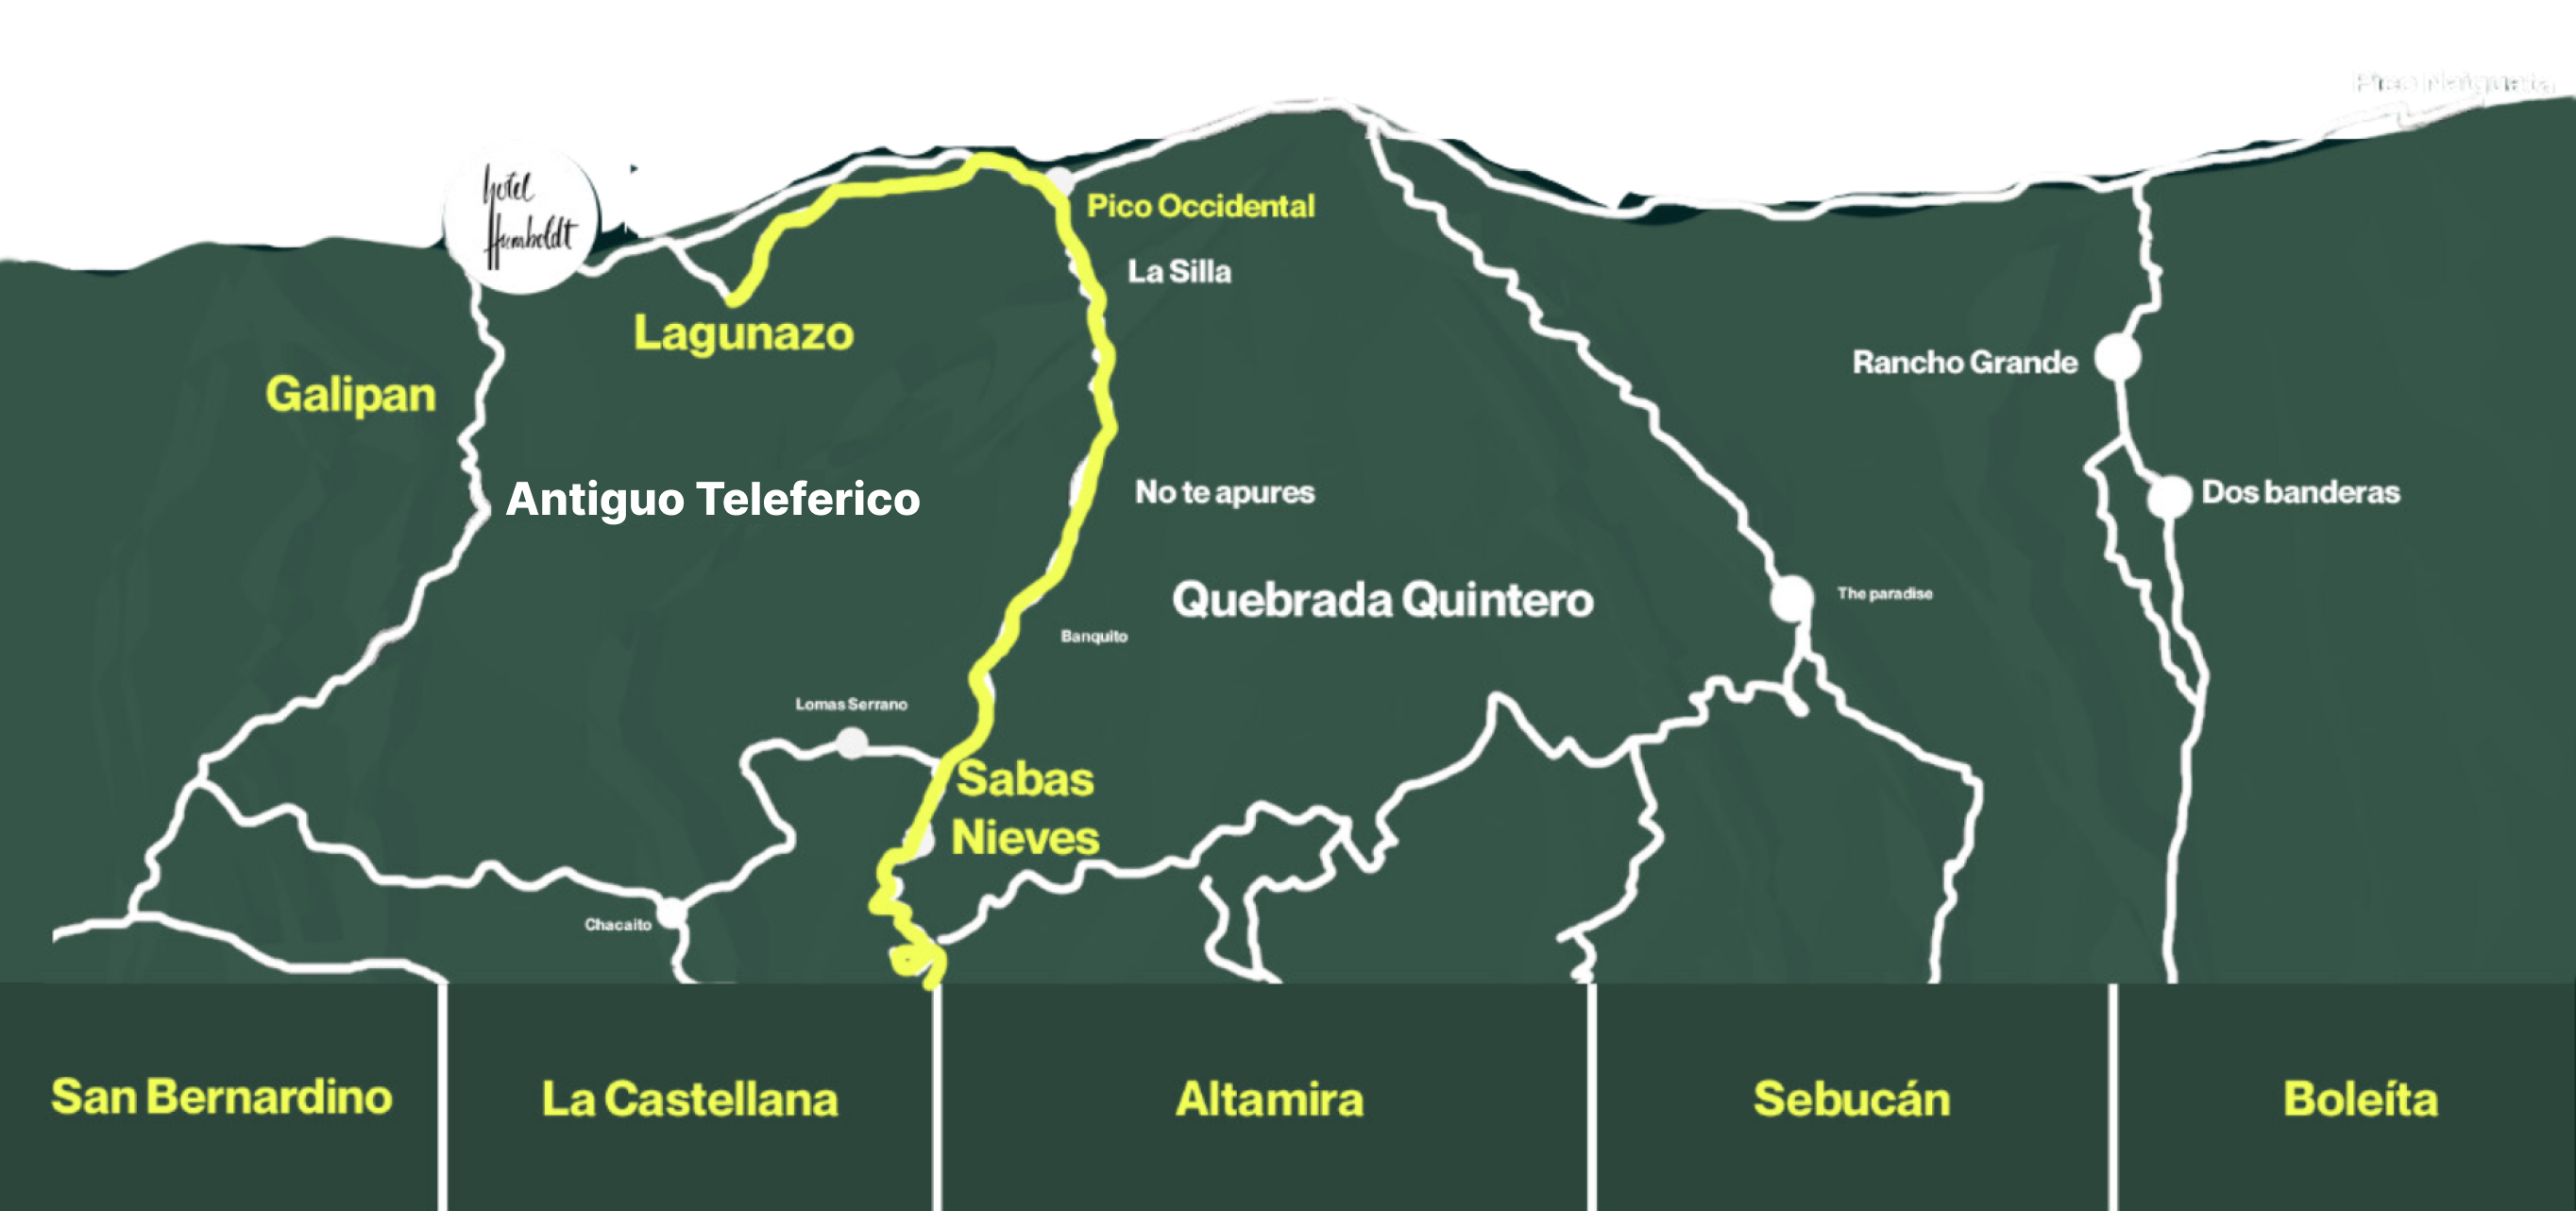 hotel
Humboldt
Pico Occidental
La Silla
Lagunazo
Galipan
Rancho Grande
Antiguo Teleferico
No te apures
Dos banderas
Quebrada Quintero
The paradise
Banquito
Lomas Serrano
Sabas
Nieves
Chacaito
San Bernardino
La Castellana
Altamira
Sebucán
Boleíta